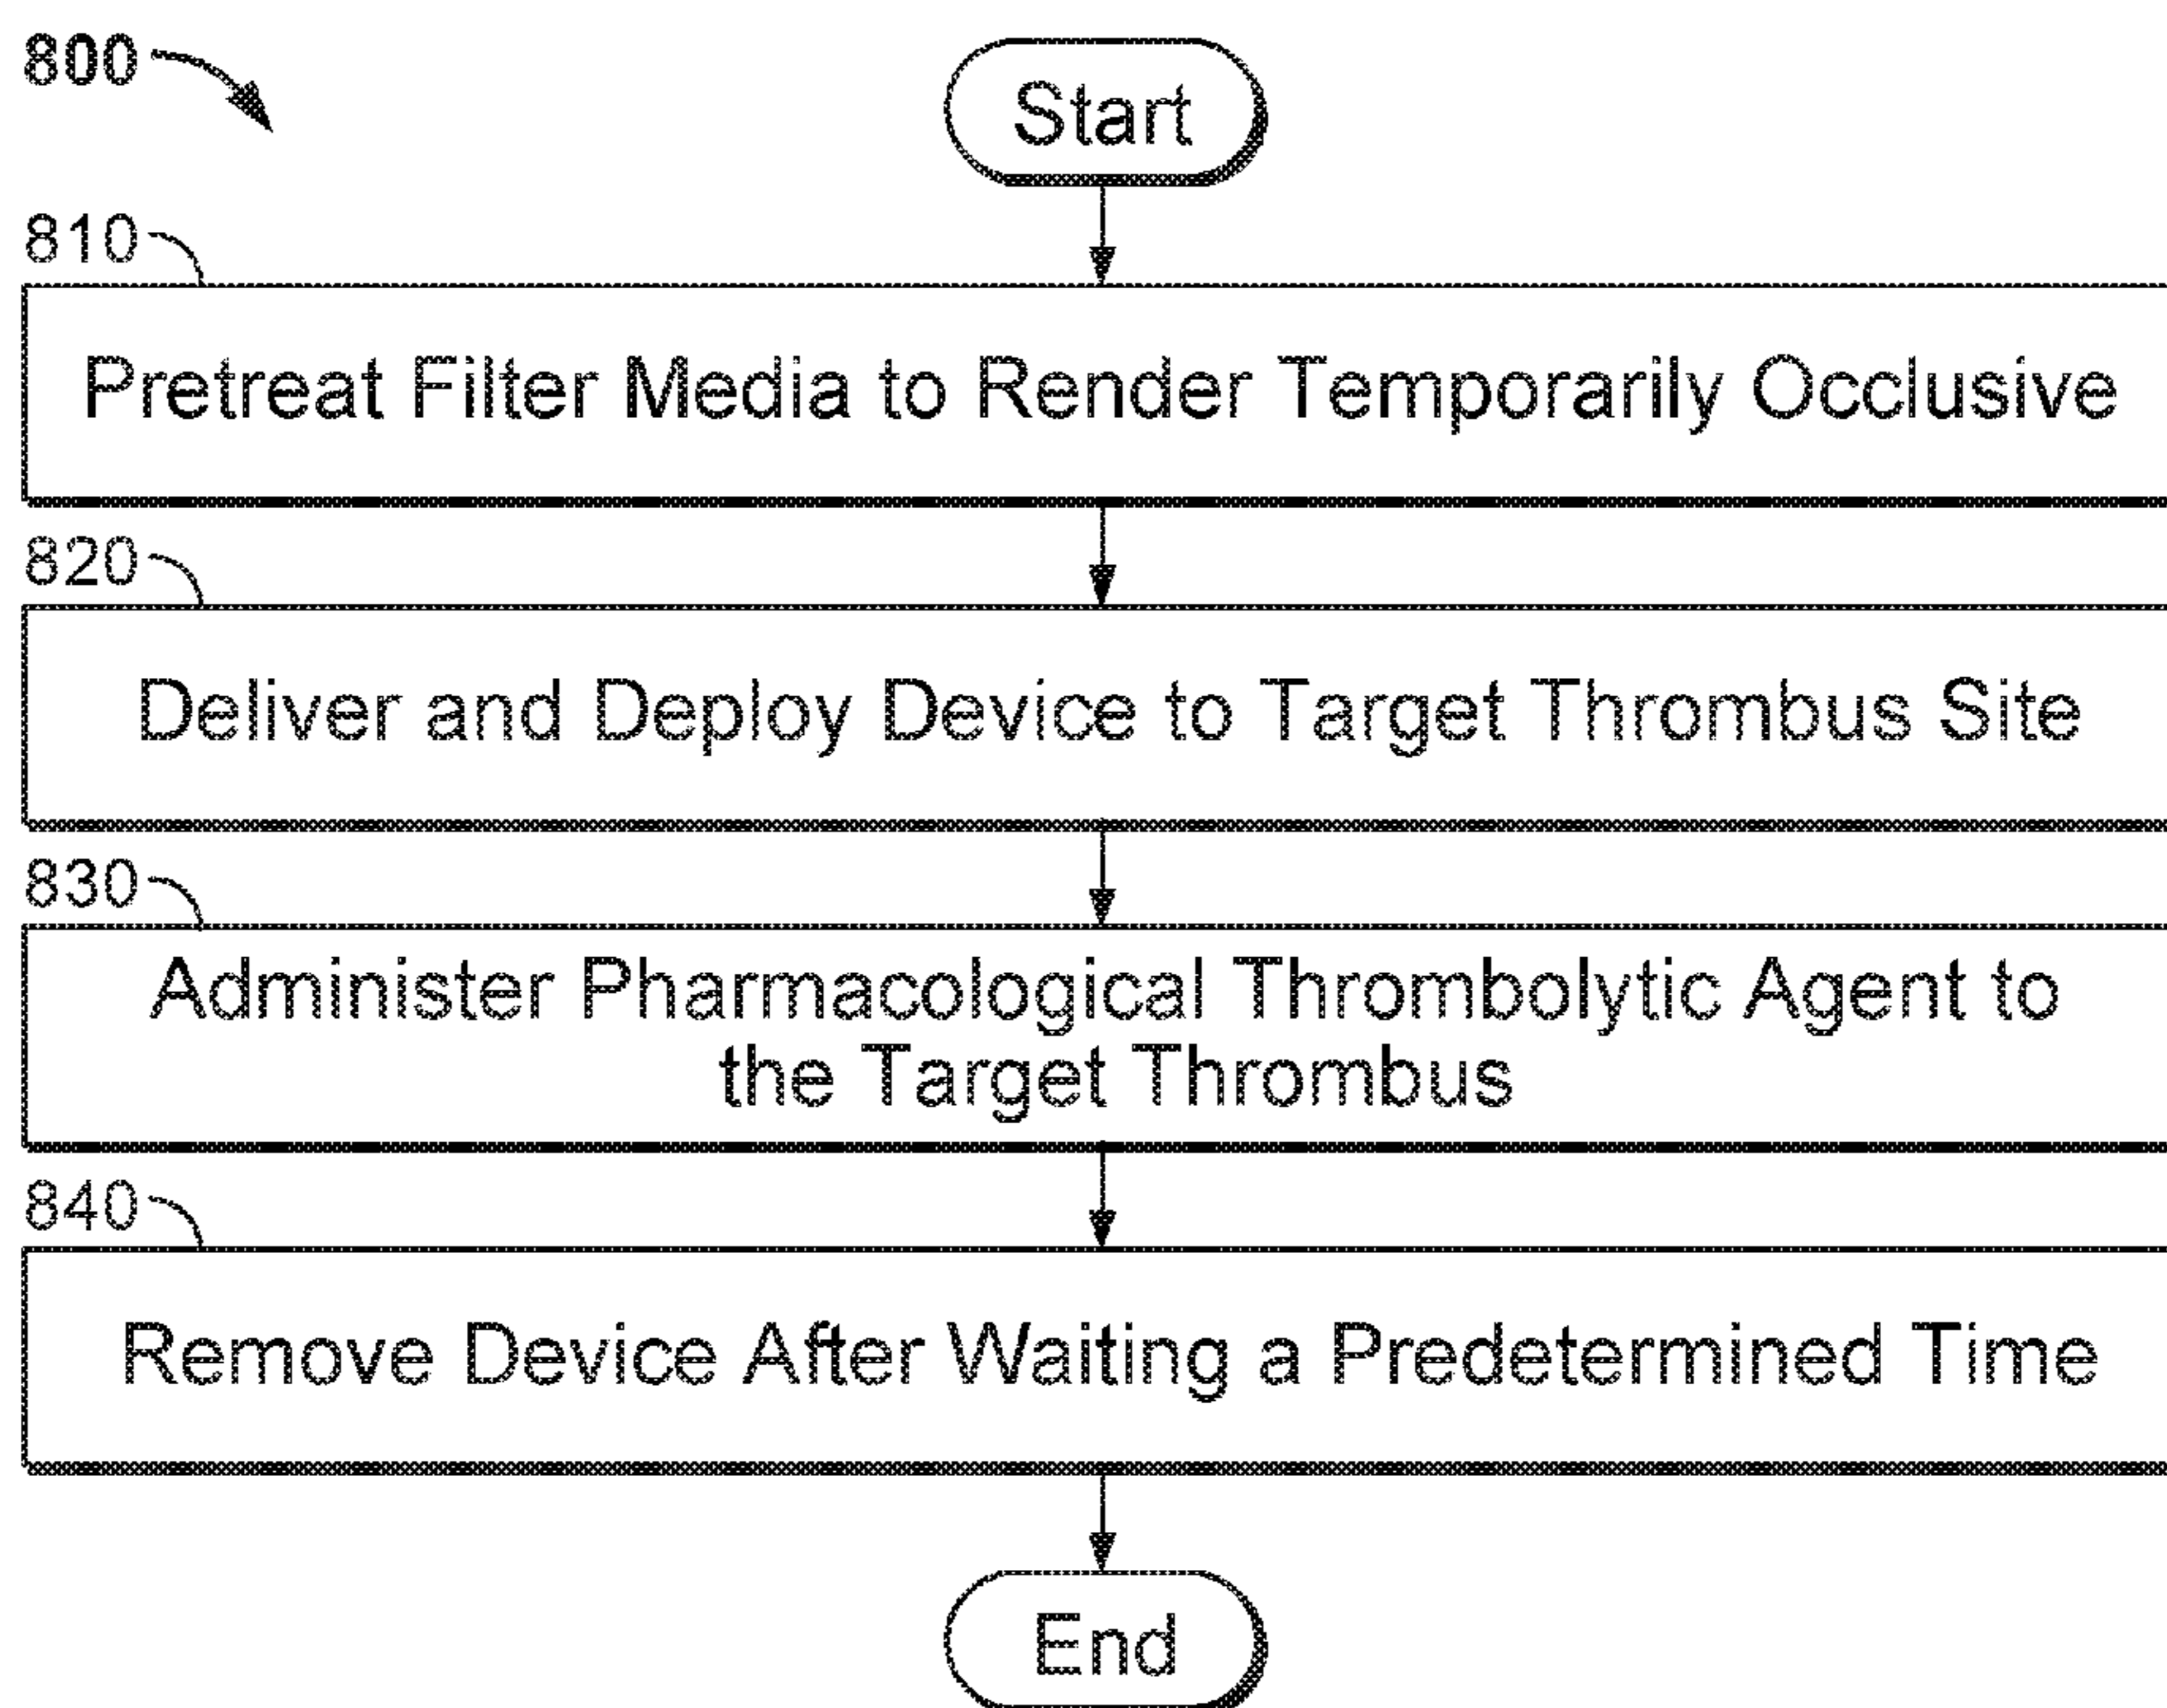 800
Start
810
Pretreat Filter Media to Render Temporarily Occlusive
820
Deliver and Deploy Device to Target Thrombus Site
830
Administer Pharmacological Thrombolytic Agent to
the Target Thrombus
840
Remove Device After Waiting a Predetermined Time
End